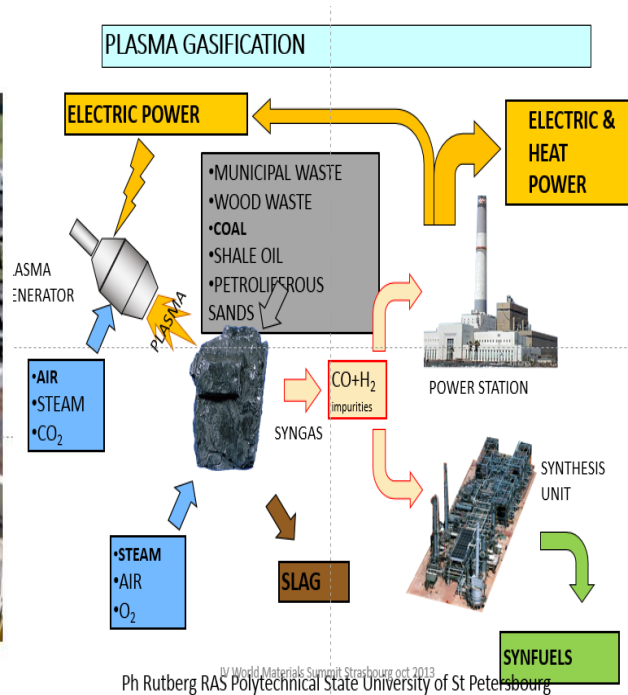 PLASMA GASIFICATION
ELECTRIC POWER
ELECTRIC &
HEAT
POWER
•MUNICIPAL WASTE
•WOOD WASTE
•COAL
•SHALE OIL
•PETROLIFEROUS
SANDS
LASMA
GENERATOR
PLASMA
•AIR
•STEAM
•CO₂
CO+H₂
impurities
SYNGAS
POWER STATION
SYNTHESIS
UNIT
•STEAM
•AIR
•O₂
SLAG
SYNFUELS
IV World Materials Summit Strasbourg oct 2013
Ph Rutberg RAS Polytechnical State University of St Petersbourg